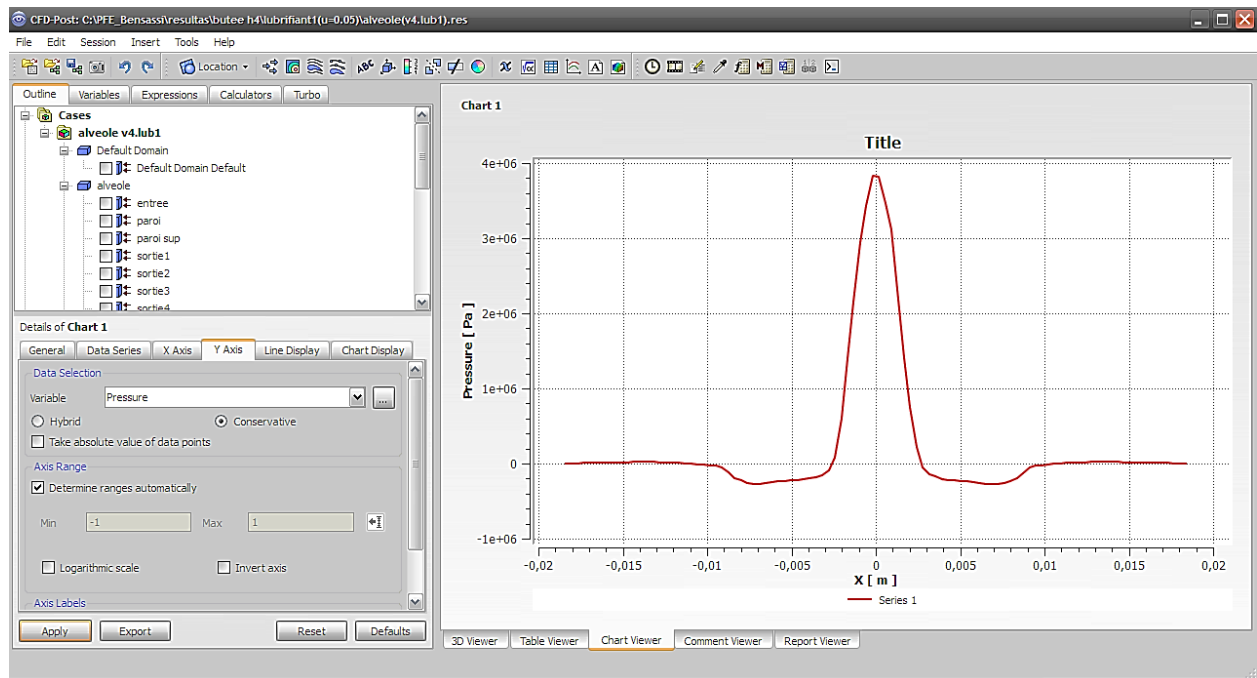 CFD-Post: C:\PFE_Bensassi\resultas\butee h4\lubrifiant1(u=0.05)\alveole(v4.lub1).res
File Edit Session Insert Tools Help
Location
Outline Variables Expressions Calculators Turbo
Cases
alveole v4.lub1
Default Domain
Default Domain Default
alveole
entree
paroi
paroi sup
sortie1
sortie2
sortie3
sortie4
Details of Chart 1
General Data Series X Axis Y Axis Line Display Chart Display
Data Selection
Variable Pressure ...
Hybrid Conservative
Take absolute value of data points
Axis Range
Determine ranges automatically
Min -1 Max 1
Logarithmic scale Invert axis
Axis Labels
Apply Export Reset Defaults
Chart 1
Title
4e+06
3e+06
2e+06
1e+06
0
-1e+06
Pressure [ Pa ]
-0,02 -0,015 -0,01 -0,005 0 0,005 0,01 0,015 0,02
X [ m ]
Series 1
3D Viewer Table Viewer Chart Viewer Comment Viewer Report Viewer